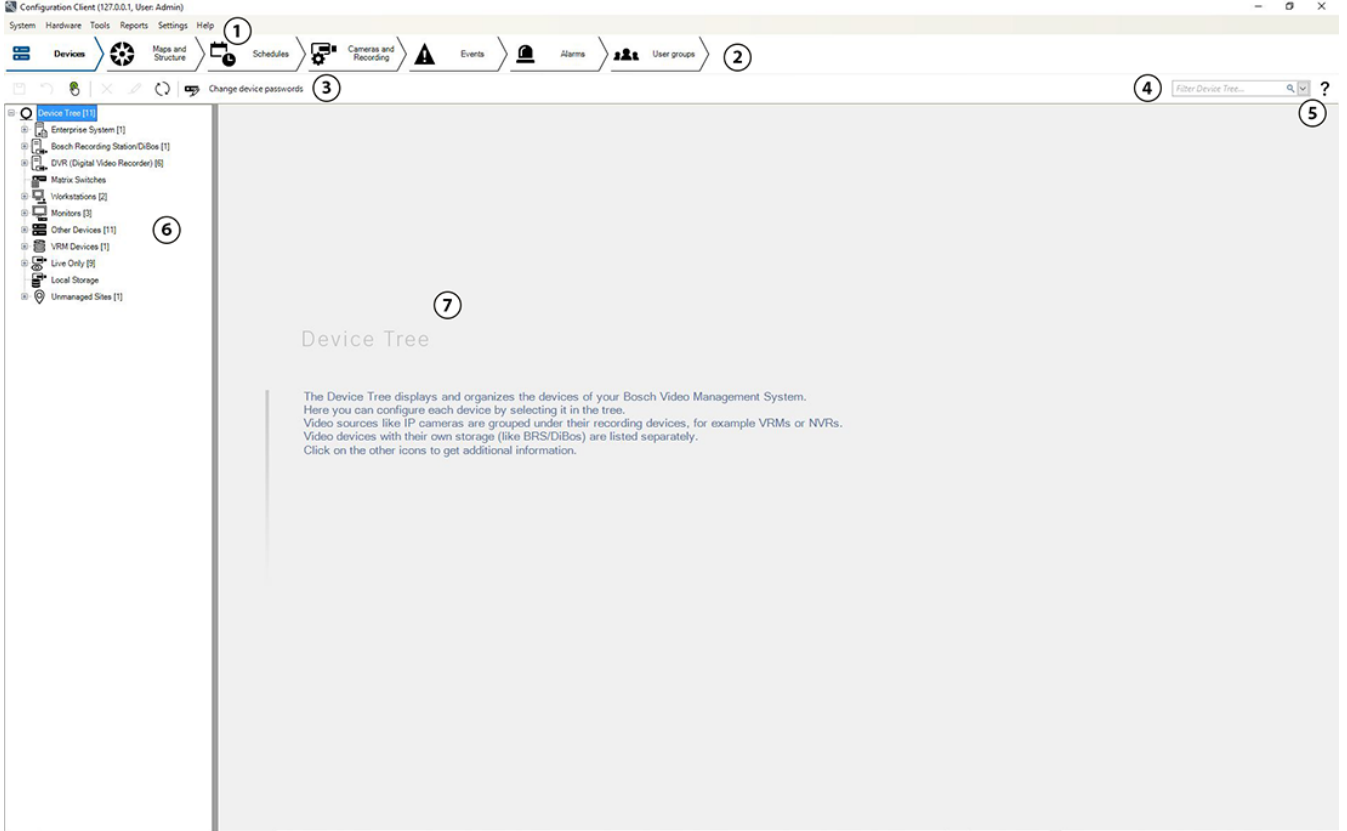 Configuration Client (127.0.0.1, User: Admin)
System Hardware Tools Reports Settings Help
1
Devices Maps and Structure Schedules Cameras and Recording Events Alarms User groups 2
Change device passwords 3 4 Filter Device Tree... ?
5
Device Tree [11]
Enterprise System [1]
Bosch Recording Station/DiBos [1]
DVR (Digital Video Recorder) [6]
Matrix Switches
Workstations [2]
Monitors [3]
Other Devices [11]
6
VRM Devices [1]
Live Only [9]
Local Storage
Unmanaged Sites [1]
7
Device Tree
The Device Tree displays and organizes the devices of your Bosch Video Management System.
Here you can configure each device by selecting it in the tree.
Video sources like IP cameras are grouped under their recording devices, for example VRMs or NVRs.
Video devices with their own storage (like BRS/DiBos) are listed separately.
Click on the other icons to get additional information.